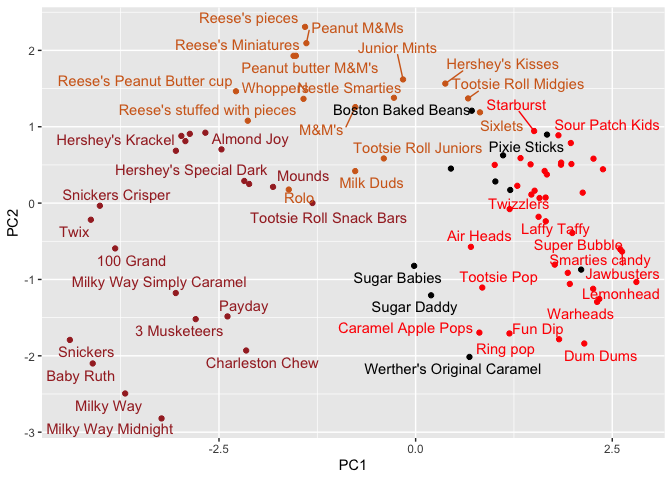 Reese's pieces
Peanut M&Ms
Reese's Miniatures
Junior Mints
Peanut butter M&M's
Hershey's Kisses
Reese's Peanut Butter cup
Whoppers
Nestle Smarties
Tootsie Roll Midgies
Reese's stuffed with pieces
Boston Baked Beans
Starburst
M&M's
Sixlets
Sour Patch Kids
Hershey's Krackel
Almond Joy
Tootsie Roll Juniors
Pixie Sticks
Hershey's Special Dark
Mounds
Milk Duds
Snickers Crisper
Rolo
Twizzlers
Tootsie Roll Snack Bars
Twix
Laffy Taffy
Air Heads
Super Bubble
100 Grand
Smarties candy
Milky Way Simply Caramel
Sugar Babies
Tootsie Pop
Jawbusters
Payday
Sugar Daddy
Lemonhead
3 Musketeers
Warheads
Caramel Apple Pops
Fun Dip
Snickers
Charleston Chew
Ring pop
Dum Dums
Baby Ruth
Werther's Original Caramel
Milky Way
Milky Way Midnight
2
1
0
-1
-2
-3
PC2
-2.5
0.0
2.5
PC1